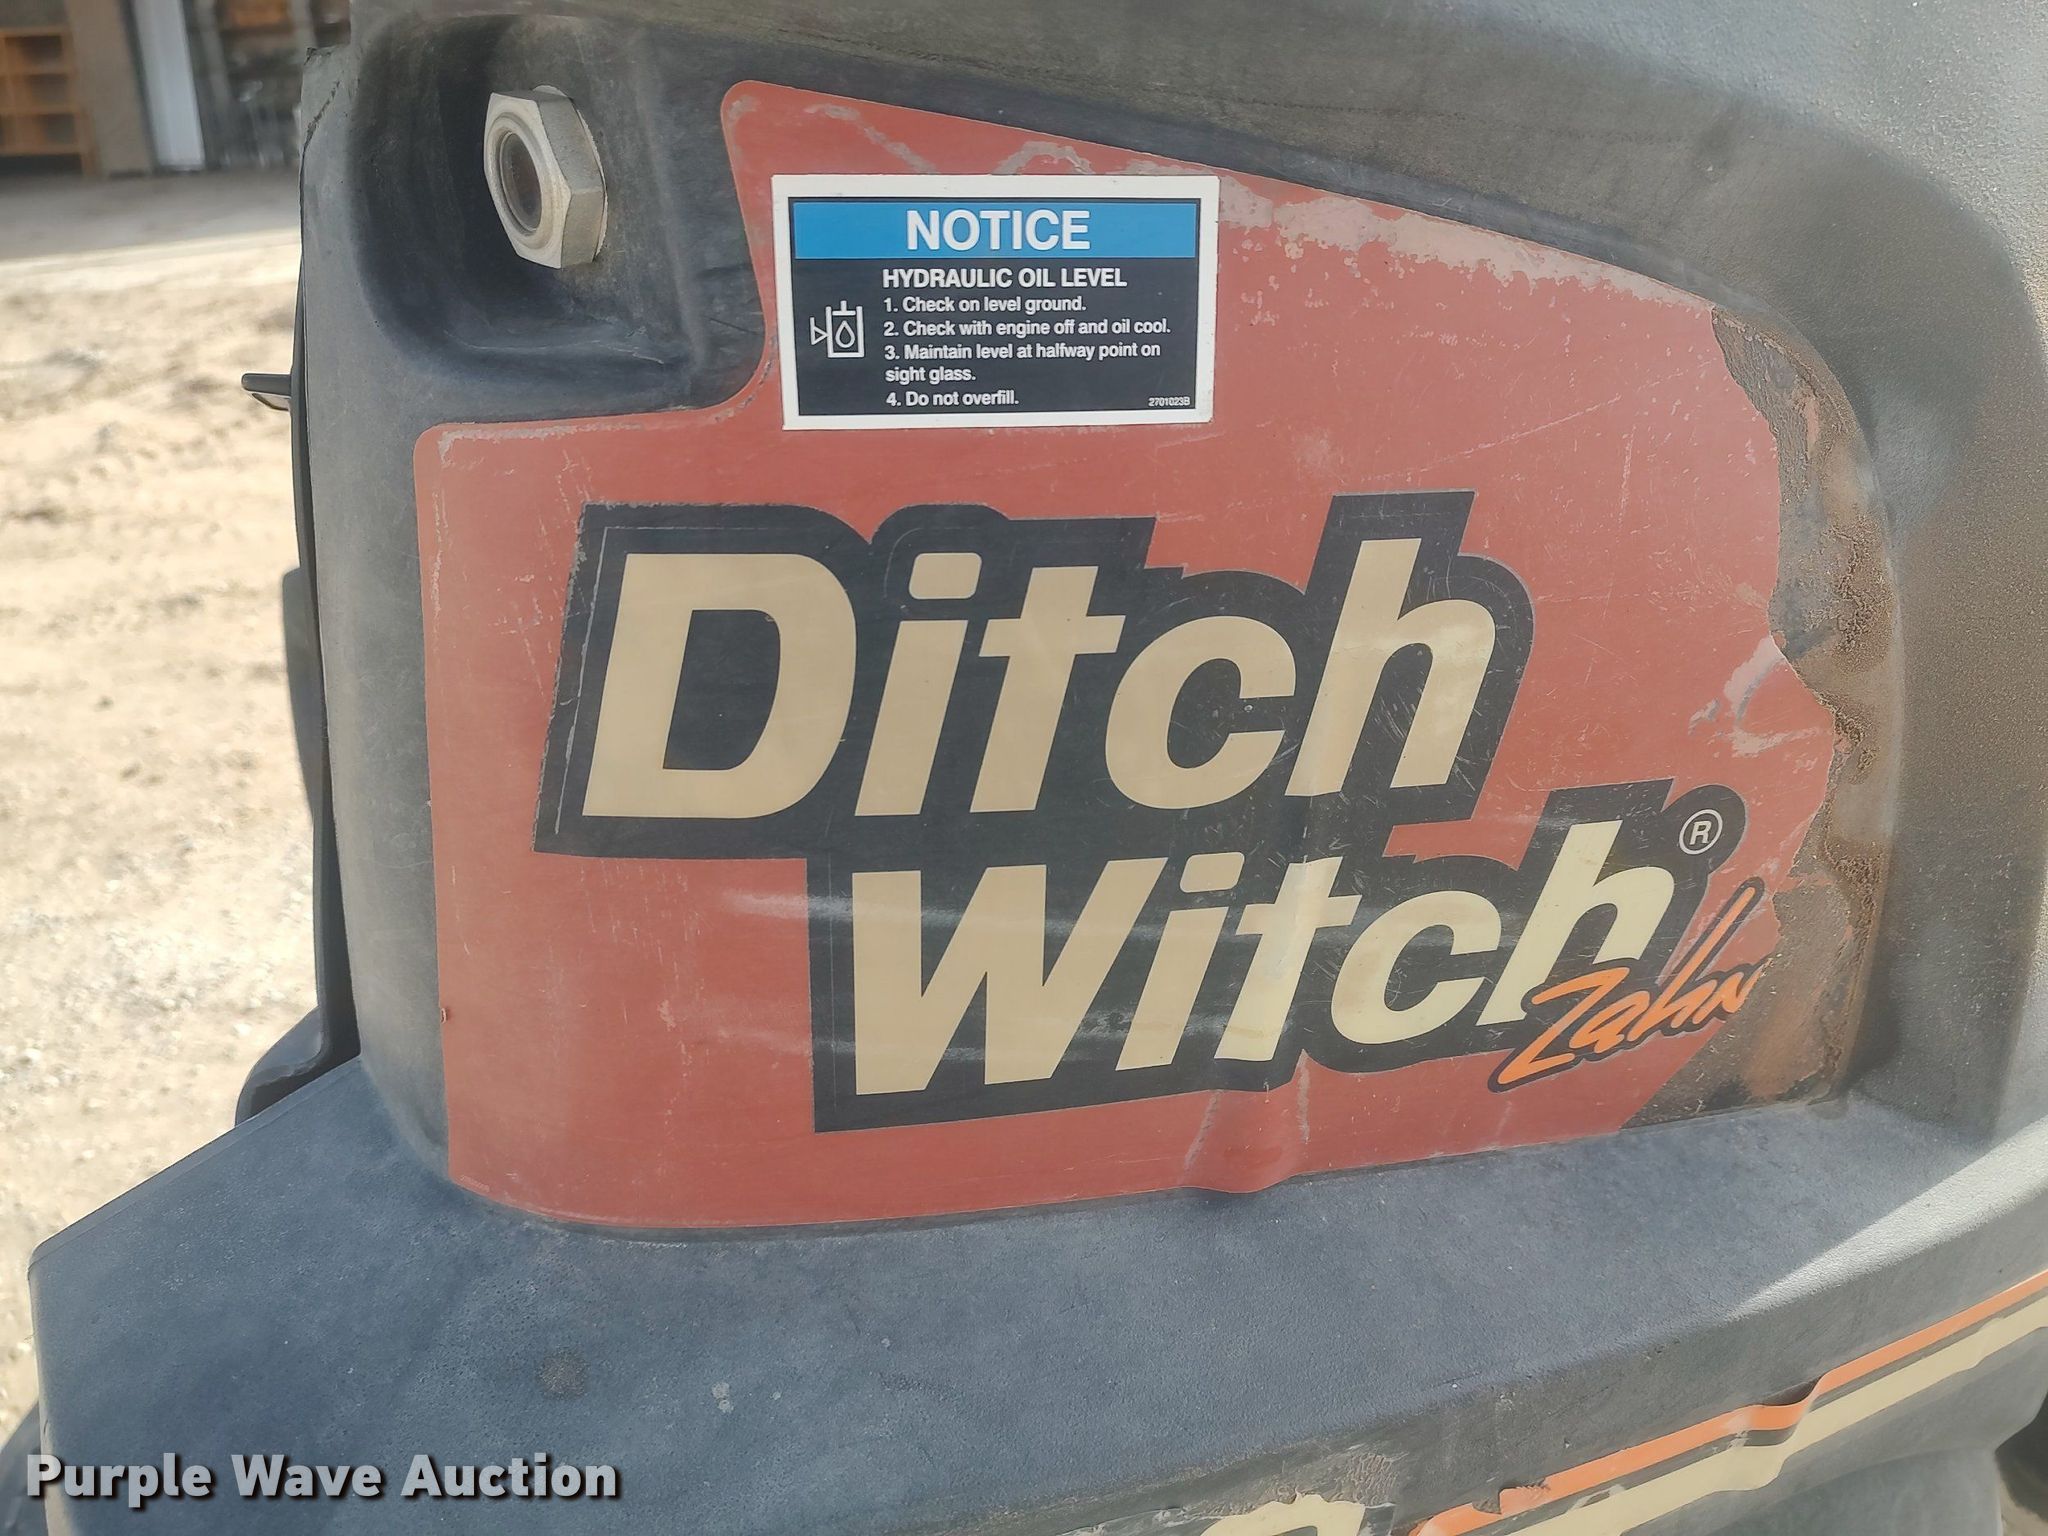 NOTICE
HYDRAULIC OIL LEVEL
1. Check on level ground.
2. Check with engine off and oil cool.
3. Maintain level at halfway point on
sight glass.
4. Do not overfill.
2701023B
Ditch
Witch®
Zahn
Purple Wave Auction